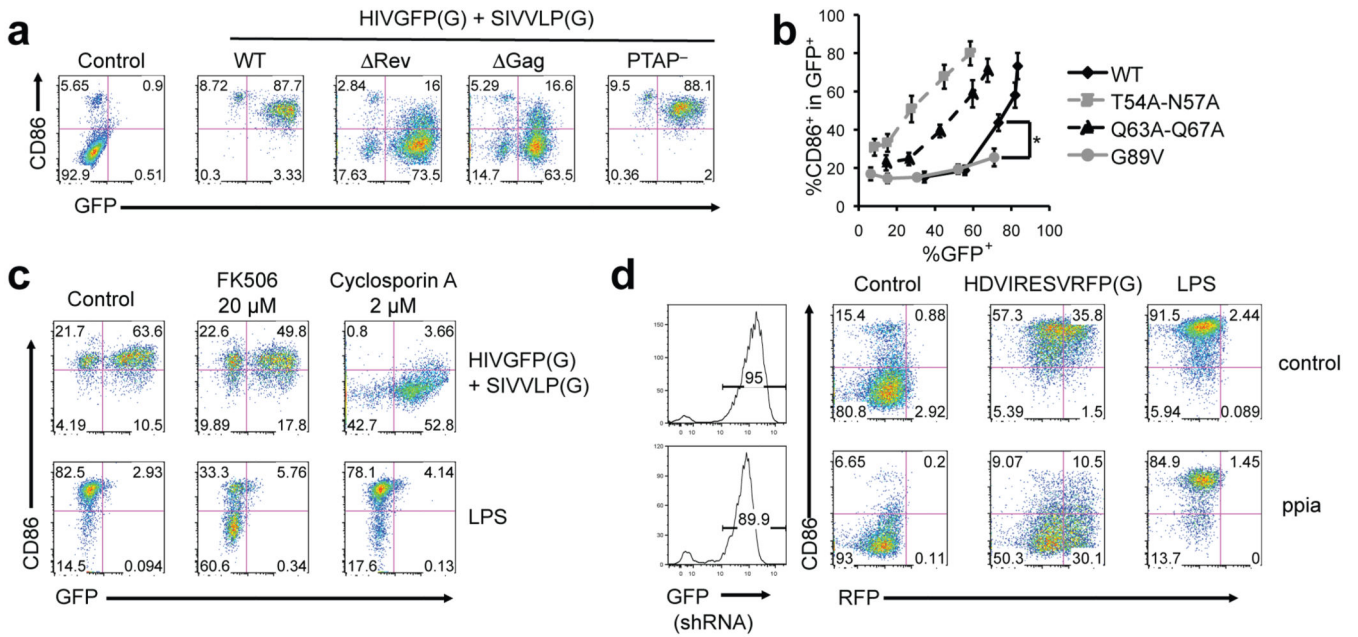 a
HIVGFP(G) + SIVVLP(G)
Control WT ΔRev ΔGag PTAP–
CD86
5.65 0.9
92.9 0.51
8.72 87.7
0.3 3.33
2.84 16
7.63 73.5
5.29 16.6
14.7 63.5
9.5 88.1
0.36 2
GFP
b
%CD86+ in GFP+
100
80
60
40
20
0
0 20 40 60 80 100
%GFP+
*
WT
T54A-N57A
Q63A-Q67A
G89V
c
Control
FK506
20 µM
Cyclosporin A
2 µM
CD86
21.7 63.6
4.19 10.5
22.6 49.8
9.89 17.8
0.8 3.66
42.7 52.8
HIVGFP(G)
+ SIVVLP(G)
82.5 2.93
14.5 0.094
33.3 5.76
60.6 0.34
78.1 4.14
17.6 0.13
LPS
GFP
d
150
100
50
0
95
0 10 10 10
120
90
60
30
0
89.9
0 10 10 10
GFP
(shRNA)
Control HDVIRESVRFP(G) LPS
CD86
15.4 0.88
80.8 2.92
57.3 35.8
5.39 1.5
91.5 2.44
5.94 0.089
control
6.65 0.2
93 0.11
9.07 10.5
50.3 30.1
84.9 1.45
13.7 0
ppia
RFP